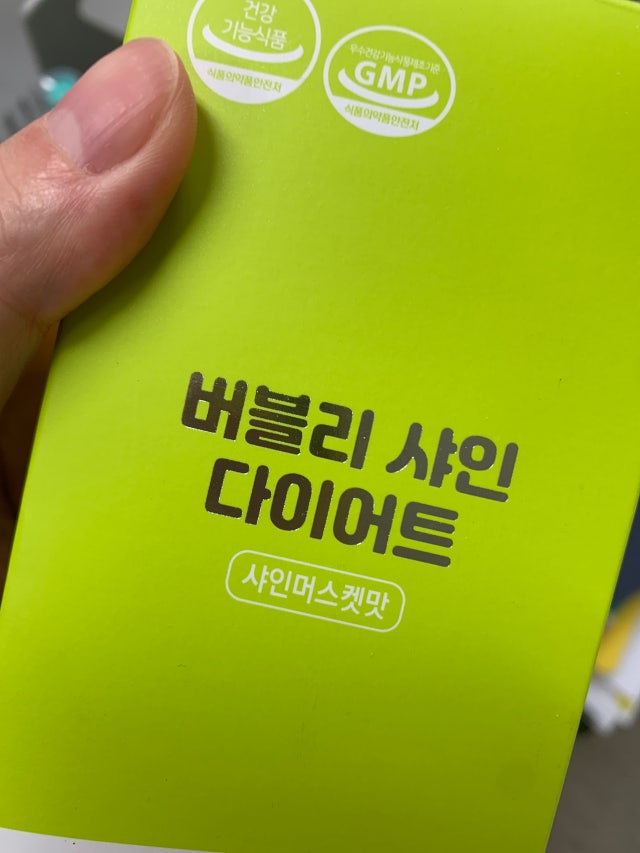 건강
기능식품
식품의약품안전처
우수건강기능식품제조기준
GMP
식품의약품안전처
버블리 샤인
다이어트
샤인머스켓맛